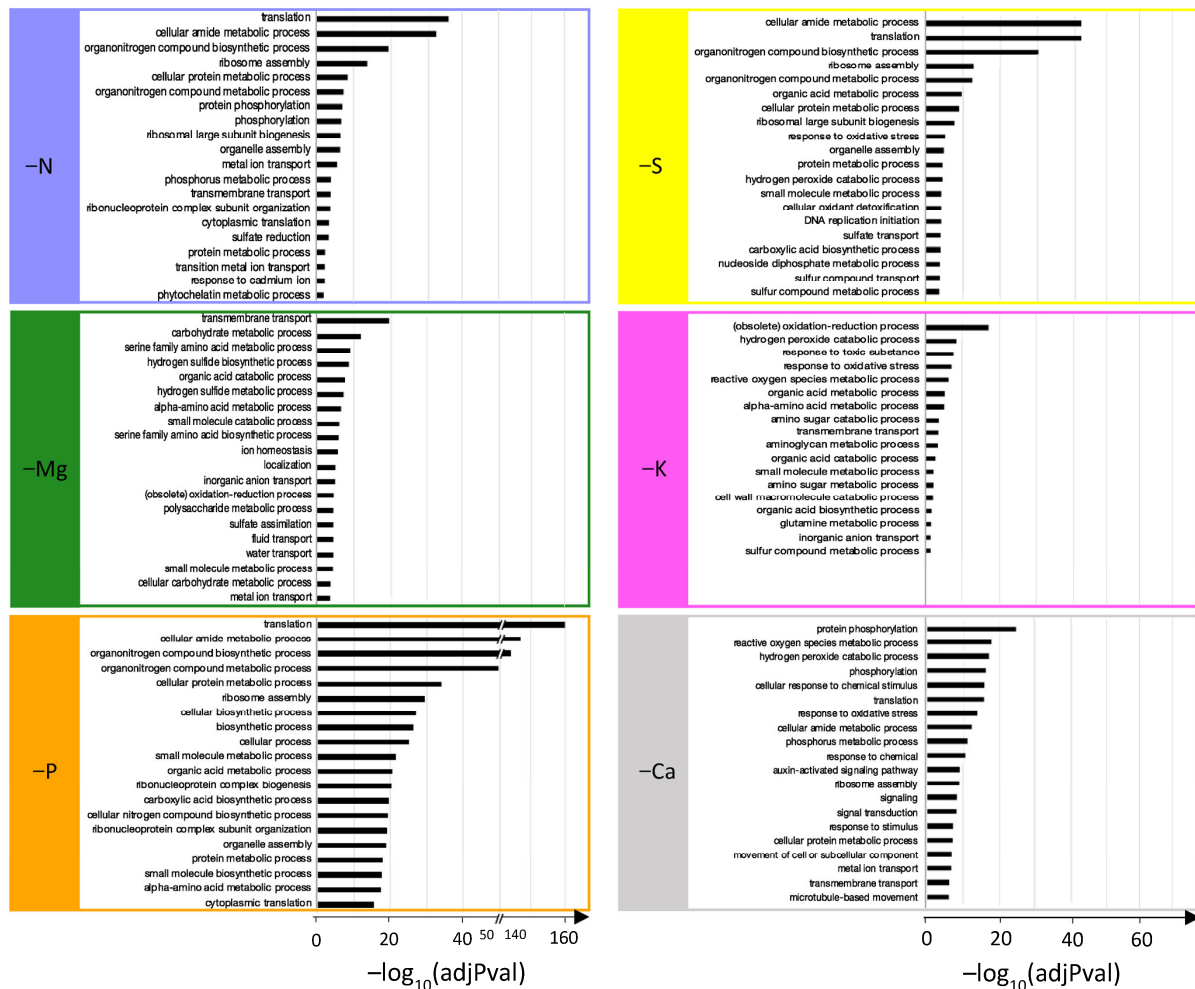 –N
translation
cellular amide metabolic process
organonitrogen compound biosynthetic process
ribosome assembly
cellular protein metabolic process
organonitrogen compound metabolic process
protein phosphorylation
phosphorylation
ribosomal large subunit biogenesis
organelle assembly
metal ion transport
phosphorus metabolic process
transmembrane transport
ribonucleoprotein complex subunit organization
cytoplasmic translation
sulfate reduction
protein metabolic process
transition metal ion transport
response to cadmium ion
phytochelatin metabolic process
–S
cellular amide metabolic process
translation
organonitrogen compound biosynthetic process
ribosome assembly
organonitrogen compound metabolic process
organic acid metabolic process
cellular protein metabolic process
ribosomal large subunit biogenesis
response to oxidative stress
organelle assembly
protein metabolic process
hydrogen peroxide catabolic process
small molecule metabolic process
cellular oxidant detoxification
DNA replication initiation
sulfate transport
carboxylic acid biosynthetic process
nucleoside diphosphate metabolic process
sulfur compound transport
sulfur compound metabolic process
–Mg
transmembrane transport
carbohydrate metabolic process
serine family amino acid metabolic process
hydrogen sulfide biosynthetic process
organic acid catabolic process
hydrogen sulfide metabolic process
alpha-amino acid metabolic process
small molecule catabolic process
serine family amino acid biosynthetic process
ion homeostasis
localization
inorganic anion transport
(obsolete) oxidation-reduction process
polysaccharide metabolic process
sulfate assimilation
fluid transport
water transport
small molecule metabolic process
cellular carbohydrate metabolic process
metal ion transport
–K
(obsolete) oxidation-reduction process
hydrogen peroxide catabolic process
response to toxic substance
response to oxidative stress
reactive oxygen species metabolic process
organic acid metabolic process
alpha-amino acid metabolic process
amino sugar catabolic process
transmembrane transport
aminoglycan metabolic process
organic acid catabolic process
small molecule metabolic process
amino sugar metabolic process
cell wall macromolecule catabolic process
organic acid biosynthetic process
glutamine metabolic process
inorganic anion transport
sulfur compound metabolic process
–P
translation
cellular amide metabolic process
organonitrogen compound biosynthetic process
organonitrogen compound metabolic process
cellular protein metabolic process
ribosome assembly
cellular biosynthetic process
biosynthetic process
cellular process
small molecule metabolic process
organic acid metabolic process
ribonucleoprotein complex biogenesis
carboxylic acid biosynthetic process
cellular nitrogen compound biosynthetic process
ribonucleoprotein complex subunit organization
organelle assembly
protein metabolic process
small molecule biosynthetic process
alpha-amino acid metabolic process
cytoplasmic translation
0 20 40 50 140 160
–log10(adjPval)
–Ca
protein phosphorylation
reactive oxygen species metabolic process
hydrogen peroxide catabolic process
phosphorylation
cellular response to chemical stimulus
translation
response to oxidative stress
cellular amide metabolic process
phosphorus metabolic process
response to chemical
auxin-activated signaling pathway
ribosome assembly
signaling
signal transduction
response to stimulus
cellular protein metabolic process
movement of cell or subcellular component
metal ion transport
transmembrane transport
microtubule-based movement
0 20 40 60
–log10(adjPval)